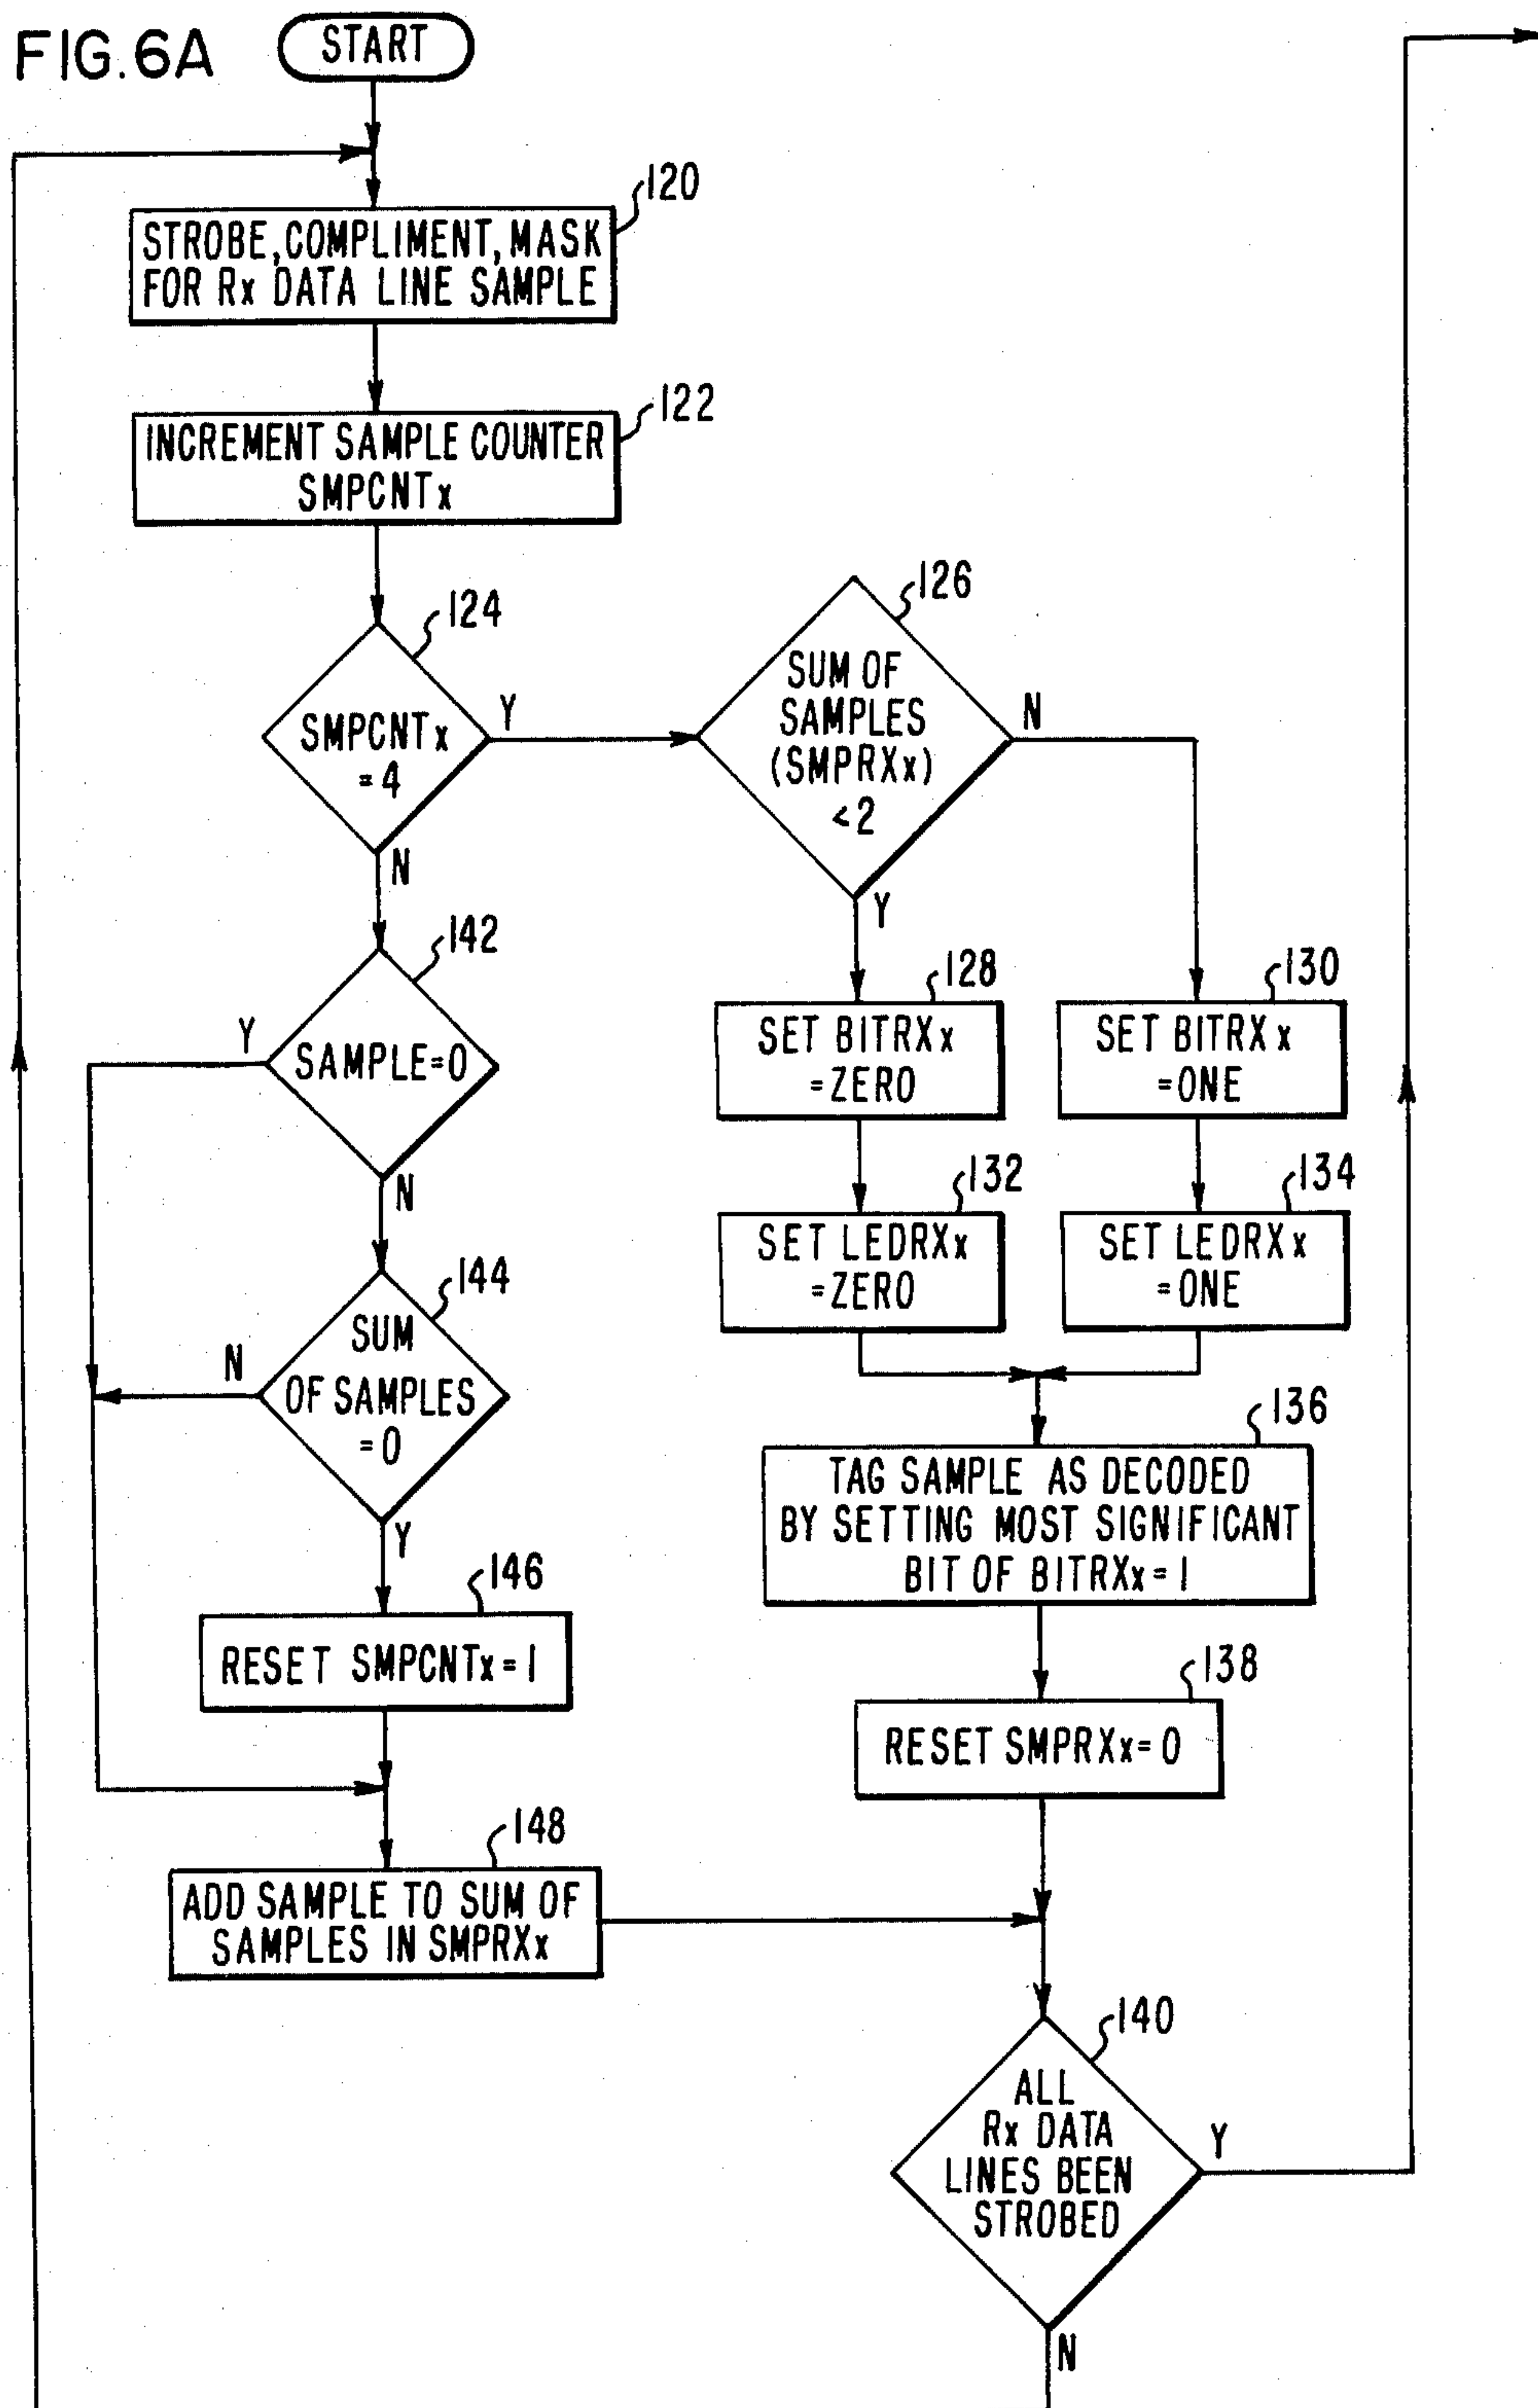 FIG.6A
START
120
STROBE, COMPLIMENT, MASK
FOR Rx DATA LINE SAMPLE
122
INCREMENT SAMPLE COUNTER
SMPCNTx
124
SMPCNTx
=4
Y
N
126
SUM OF
SAMPLES
(SMPRXx)
<2
N
Y
142
SAMPLE=0
Y
N
128
SET BITRXx
=ZERO
130
SET BITRXx
=ONE
132
SET LEDRXx
=ZERO
134
SET LEDRXx
=ONE
144
SUM
OF SAMPLES
=0
N
Y
136
TAG SAMPLE AS DECODED
BY SETTING MOST SIGNIFICANT
BIT OF BITRXx=1
146
RESET SMPCNTx=1
138
RESET SMPRXx=0
148
ADD SAMPLE TO SUM OF
SAMPLES IN SMPRXx
140
ALL
Rx DATA
LINES BEEN
STROBED
Y
N